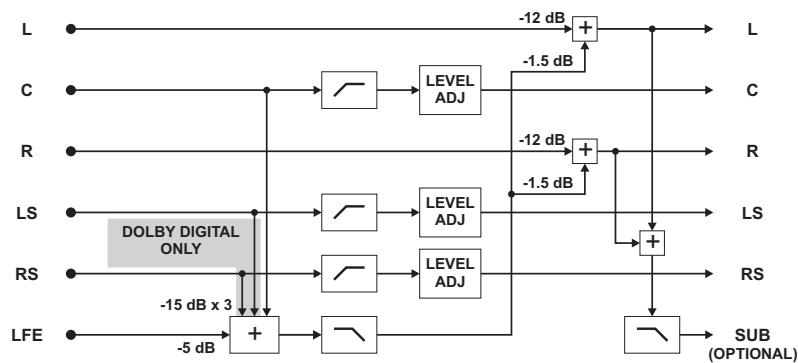 L
-12 dB
+
L
-1.5 dB
C
LEVEL
ADJ
C
R
-12 dB
+
R
-1.5 dB
LS
LEVEL
ADJ
LS
DOLBY DIGITAL
ONLY
+
RS
LEVEL
ADJ
RS
-15 dB x 3
LFE
-5 dB
+
SUB
(OPTIONAL)